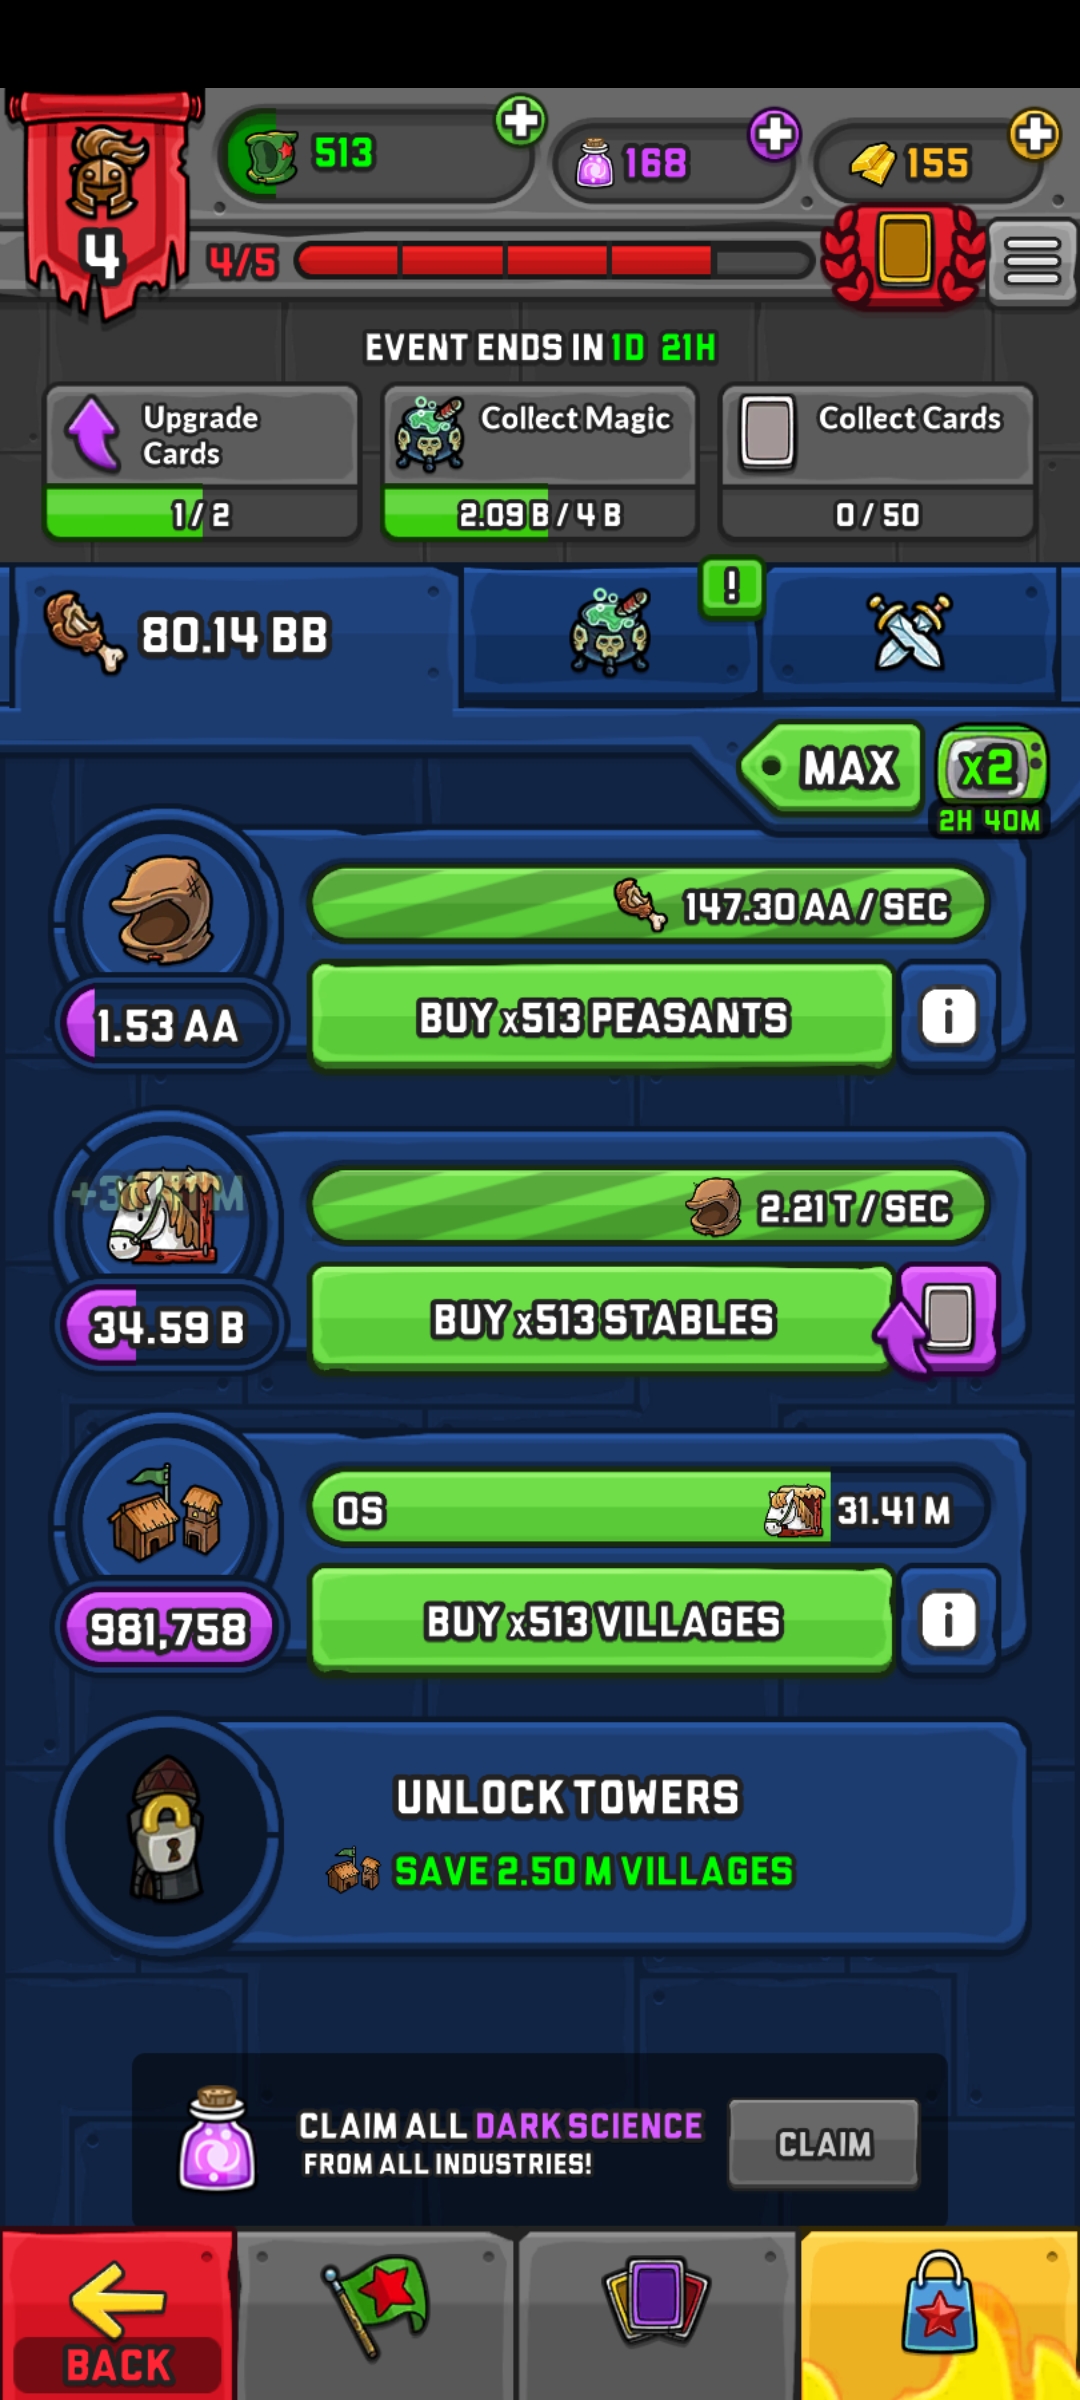 513
168
155
4
4/5
EVENT ENDS IN 1D 21H
Upgrade
Cards
1 / 2
Collect Magic
2.09 B / 4 B
Collect Cards
0 / 50
80.14 BB
!
MAX
x2
2H 40M
147.30 AA / SEC
1.53 AA
BUY x513 PEASANTS
i
2.21 T / SEC
34.59 B
BUY x513 STABLES
0S
31.41 M
981,758
BUY x513 VILLAGES
i
UNLOCK TOWERS
SAVE 2.50 M VILLAGES
CLAIM ALL DARK SCIENCE
FROM ALL INDUSTRIES!
CLAIM
BACK